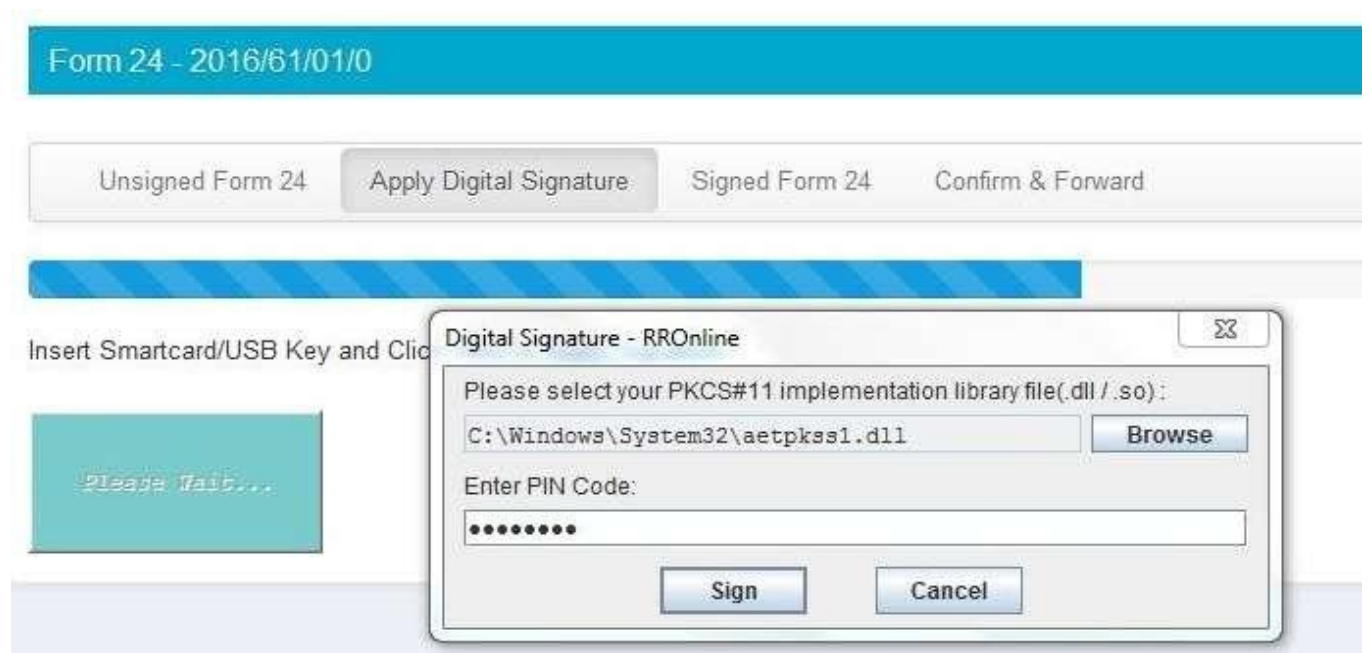 Form 24 - 2016/61/01/0
Unsigned Form 24 Apply Digital Signature Signed Form 24 Confirm & Forward
Insert Smartcard/USB Key and Clic
Digital Signature - RROnline
Please select your PKCS#11 implementation library file(.dll / .so) :
C:\Windows\System32\aetpkss1.dll Browse
Enter PIN Code:
••••••••
Sign Cancel
Please Wait...